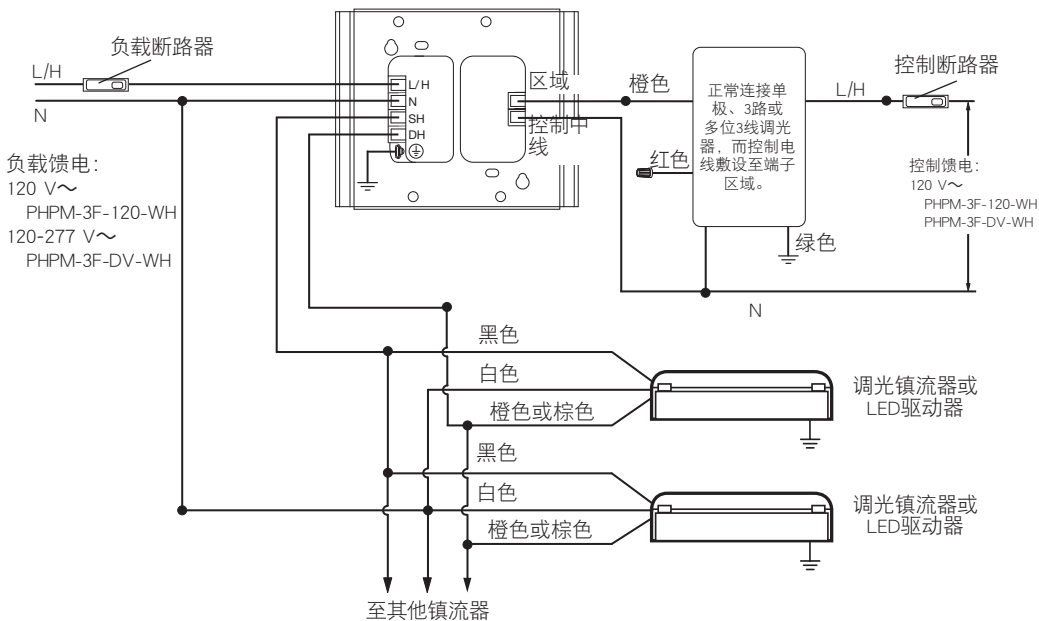 负载断路器
L/H
N
负载馈电：
120 V～
PHPM-3F-120-WH
120-277 V～
PHPM-3F-DV-WH
L/H
N
SH
DH
区域
控制中
线
橙色
红色
正常连接单
极、3路或
多位3线调光
器，而控制电
线敷设至端子
区域。
绿色
L/H
控制断路器
控制馈电：
120 V～
PHPM-3F-120-WH
PHPM-3F-DV-WH
N
黑色
白色
橙色或棕色
调光镇流器或
LED驱动器
黑色
白色
橙色或棕色
调光镇流器或
LED驱动器
至其他镇流器